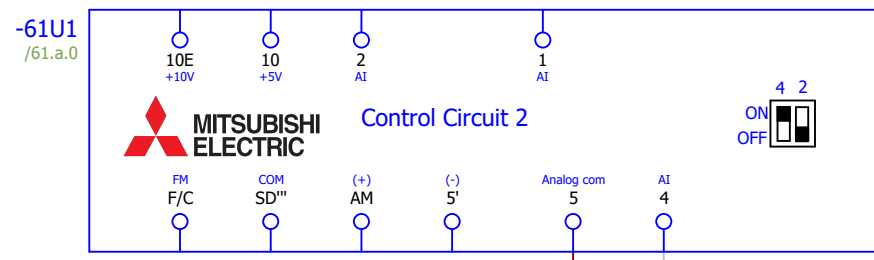 -61U1
/61.a.0
10E 10 2 1
+10V +5V AI AI
4 2
ON
OFF
MITSUBISHI
ELECTRIC
Control Circuit 2
FM COM (+) (-) Analog com AI
F/C SD''' AM 5' 5 4